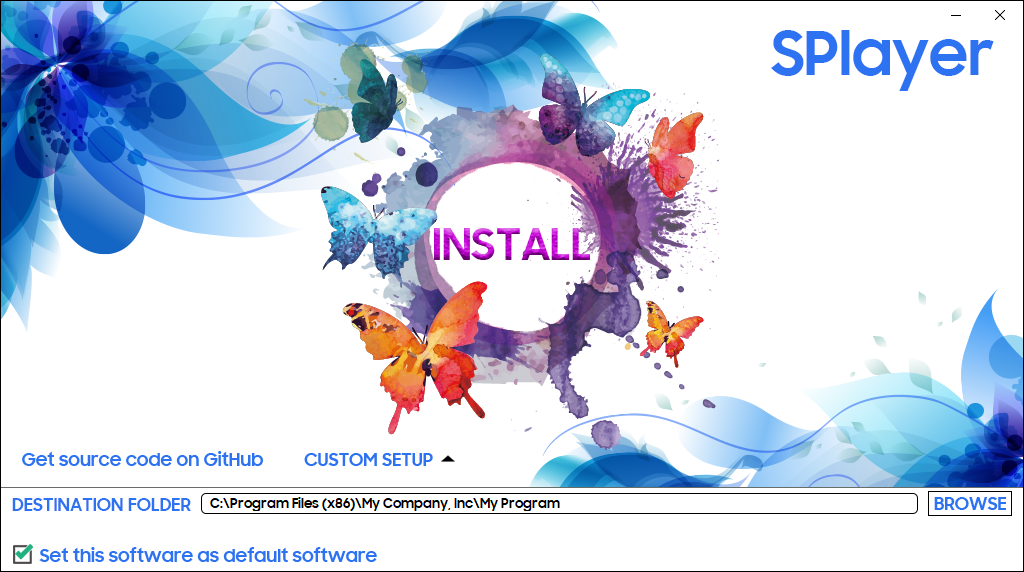 SPlayer
INSTALL
Get source code on GitHub
CUSTOM SETUP
DESTINATION FOLDER
C:\Program Files (x86)\My Company, Inc\My Program
BROWSE
Set this software as default software